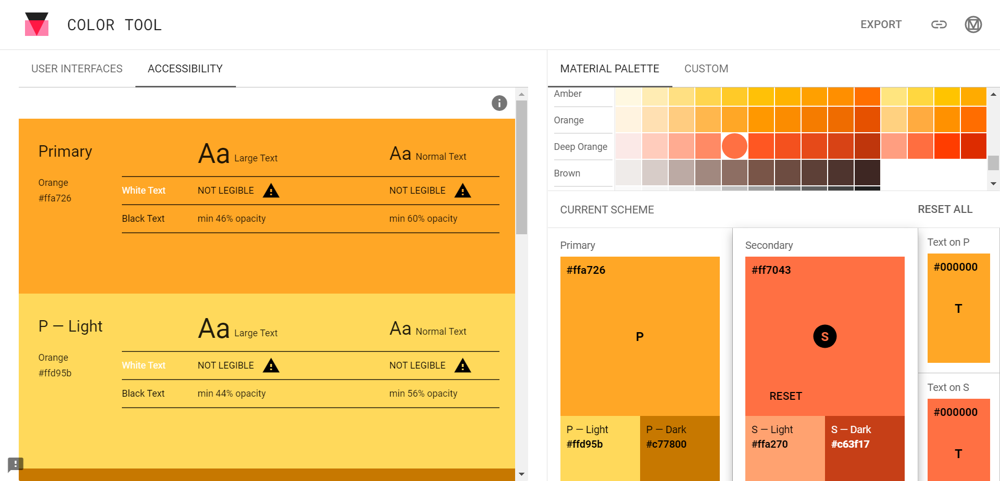 COLOR TOOL
EXPORT
USER INTERFACES
ACCESSIBILITY
MATERIAL PALETTE
CUSTOM
Primary
Aa Large Text
Aa Normal Text
Orange
#ffa726
White Text
NOT LEGIBLE
NOT LEGIBLE
Black Text
min 46% opacity
min 60% opacity
P — Light
Aa Large Text
Aa Normal Text
Orange
#ffd95b
White Text
NOT LEGIBLE
NOT LEGIBLE
Black Text
min 44% opacity
min 56% opacity
Amber
Orange
Deep Orange
Brown
CURRENT SCHEME
RESET ALL
Primary
#ffa726
P
P — Light
#ffd95b
P — Dark
#c77800
Secondary
#ff7043
S
RESET
S — Light
#ffa270
S — Dark
#c63f17
Text on P
#000000
T
Text on S
#000000
T